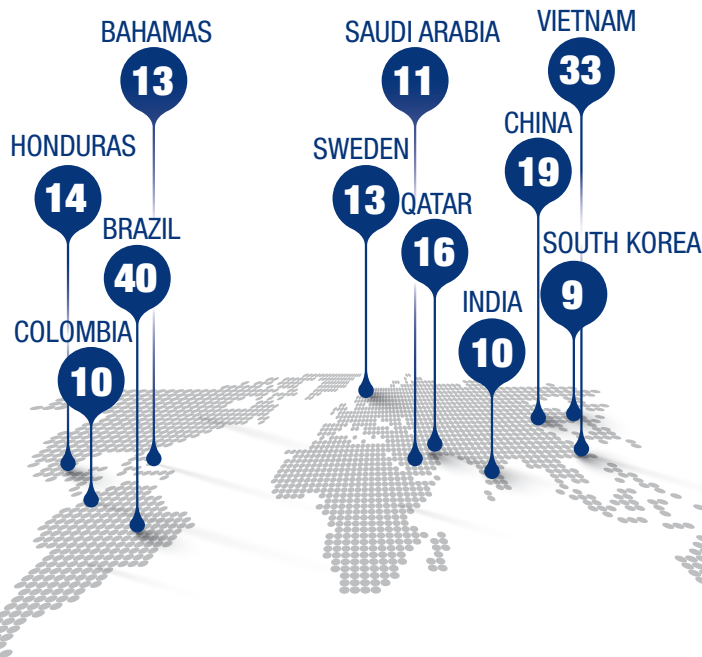 BAHAMAS
13
SAUDI ARABIA
11
VIETNAM
33
HONDURAS
14
SWEDEN
13
CHINA
19
BRAZIL
40
QATAR
16
SOUTH KOREA
9
COLOMBIA
10
INDIA
10